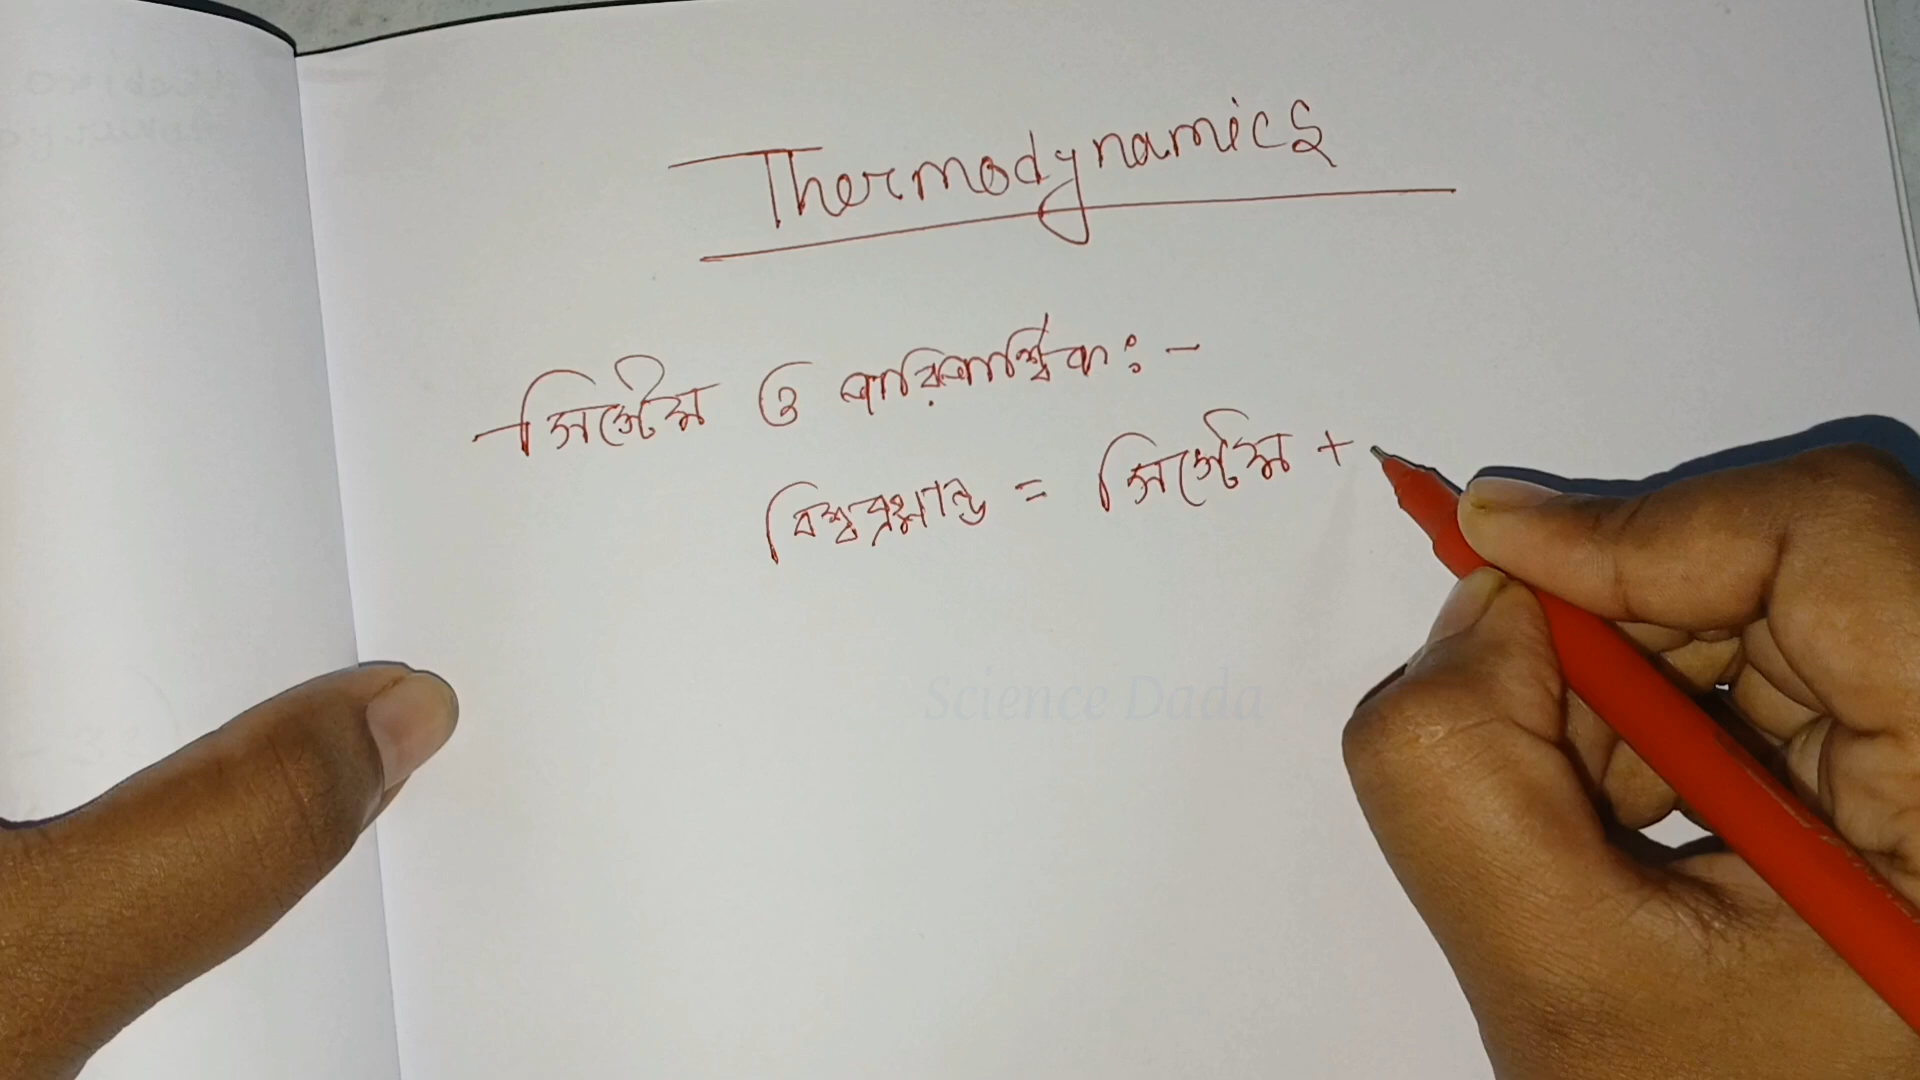 Thermodynamics
সিস্টেম ও পারিপার্শ্বিক ঃ -
বিশ্বব্রহ্মান্ড = সিস্টেম +
Science Dada